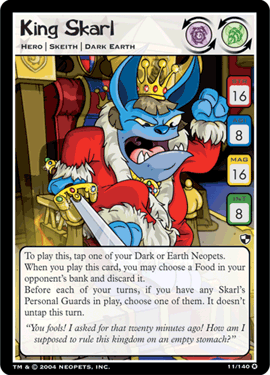 King Skarl
Hero | Skeith | Dark Earth
16
8
MAG
16
INT
8
To play this, tap one of your Dark or Earth Neopets.
When you play this card, you may choose a Food in your
opponent's bank and discard it.
Before each of your turns, if you have any Skarl's
Personal Guards in play, choose one of them. It doesn't
untap this turn.
"You fools! I asked for that twenty minutes ago! How am I
supposed to rule this kingdom on an empty stomach?"
TM & © 2004 NEOPETS, INC.
11/140